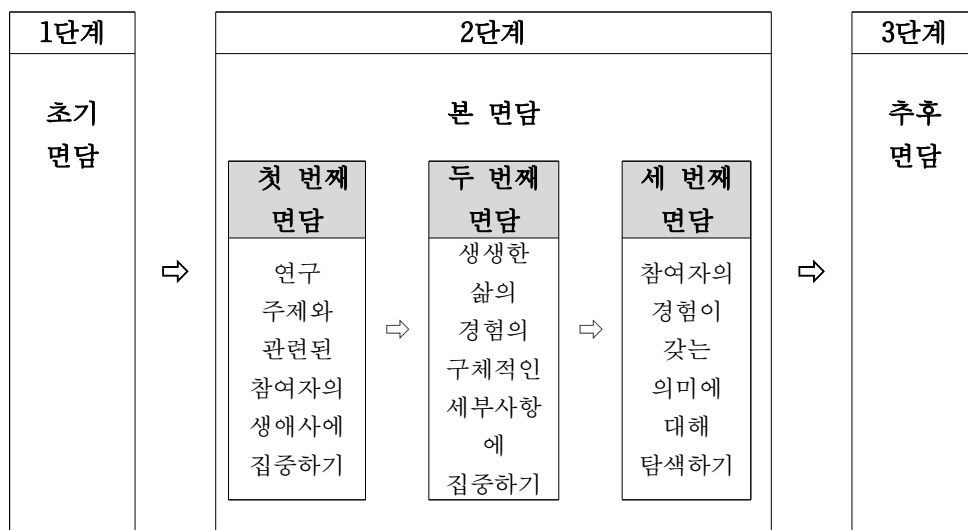 1단계
초기
면담
⇨
2단계
본 면담
첫 번째
면담
연구
주제와
관련된
참여자의
생애사에
집중하기
⇨
두 번째
면담
생생한
삶의
경험의
구체적인
세부사항
에
집중하기
⇨
세 번째
면담
참여자의
경험이
갖는
의미에
대해
탐색하기
⇨
3단계
추후
면담